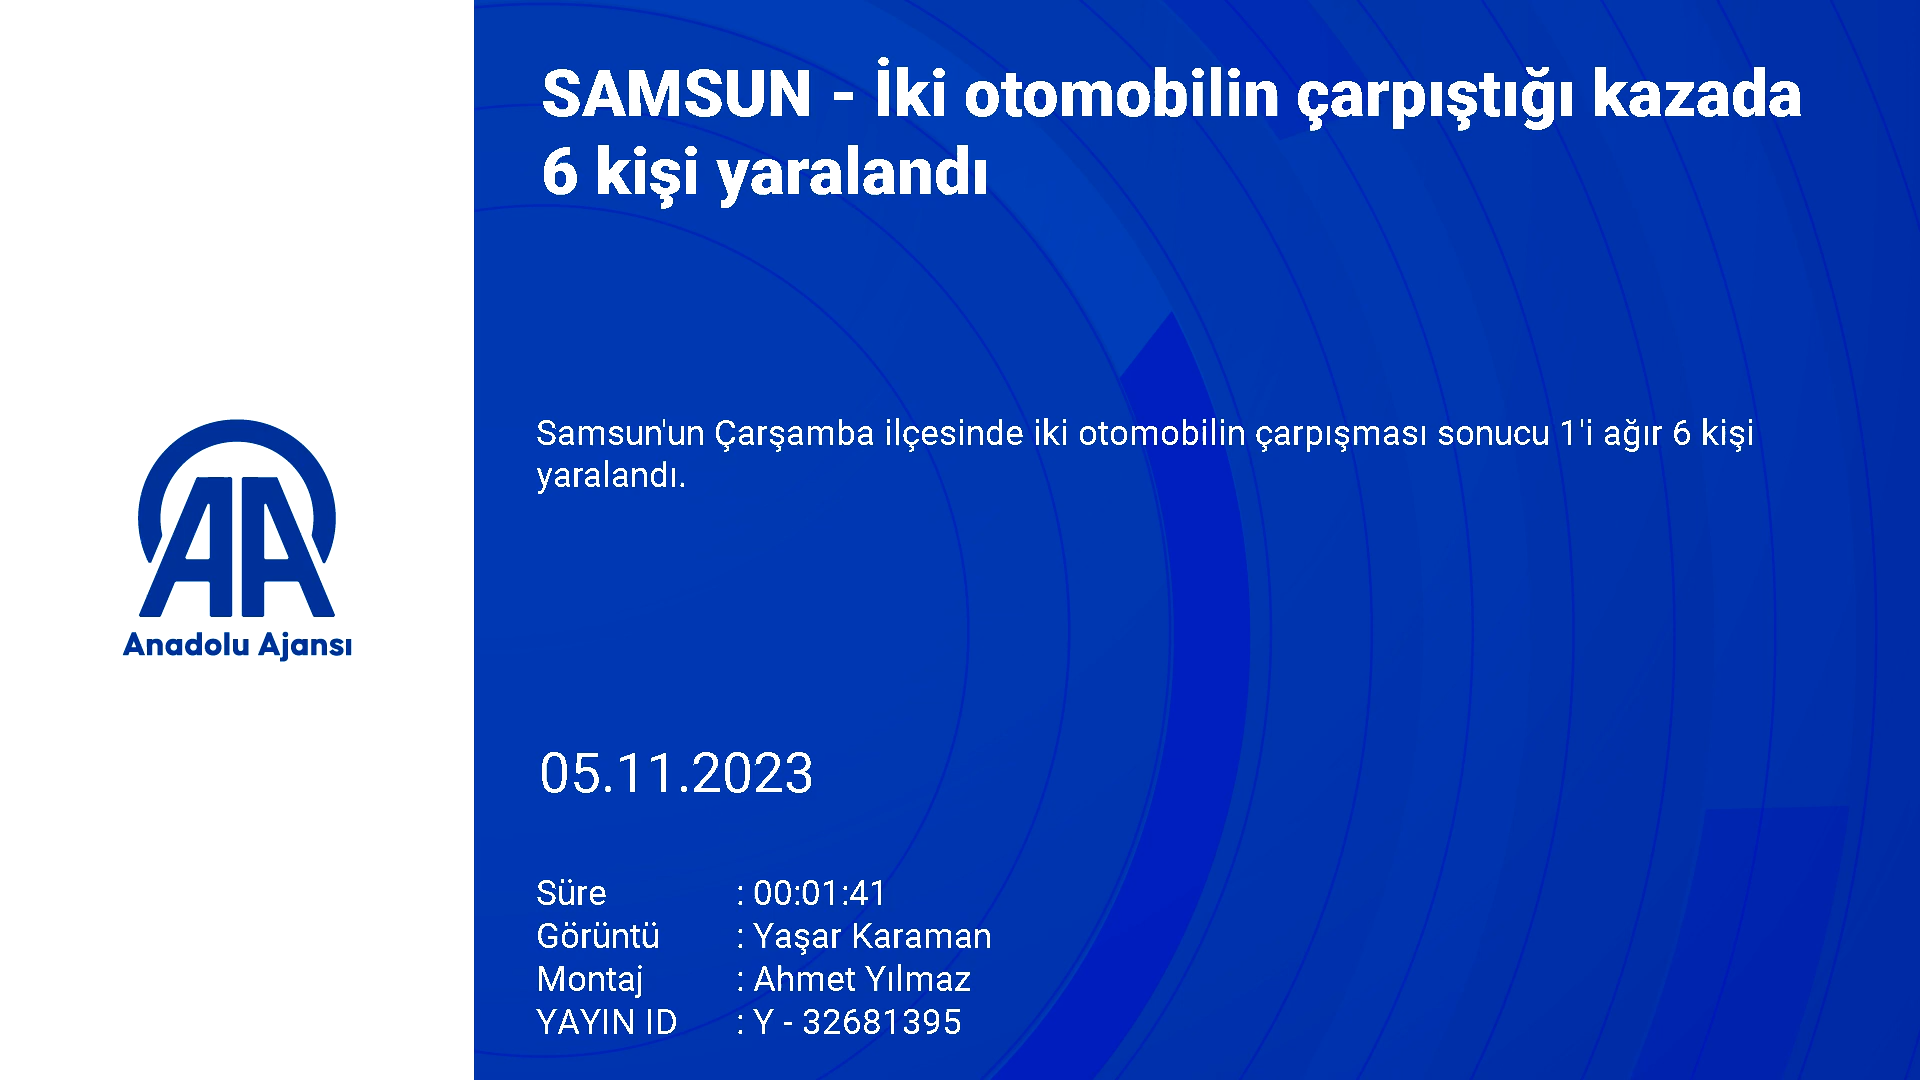 SAMSUN - İki otomobilin çarpıştığı kazada
6 kişi yaralandı
Samsun'un Çarşamba ilçesinde iki otomobilin çarpışması sonucu 1'i ağır 6 kişi
yaralandı.
AA
Anadolu Ajansı
05.11.2023
Süre : 00:01:41
Görüntü : Yaşar Karaman
Montaj : Ahmet Yılmaz
YAYIN ID : Y - 32681395